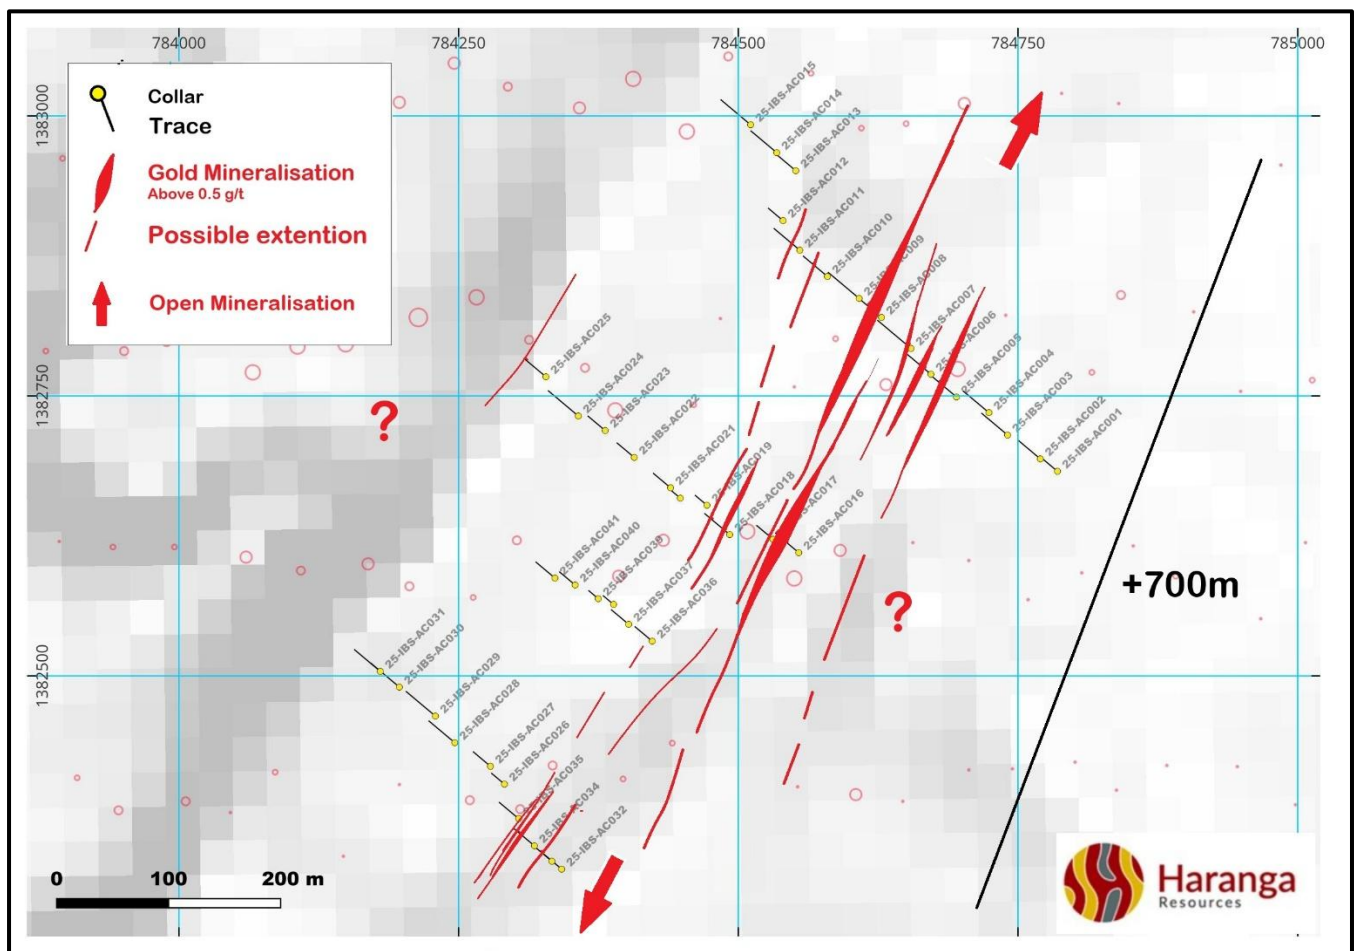 784000
784250
784500
784750
785000
1383000
1382750
1382500
Collar
Trace
Gold Mineralisation
Above 0.5 g/t
Possible extention
Open Mineralisation
25-IBS-AC015
25-IBS-AC014
25-IBS-AC013
25-IBS-AC012
25-IBS-AC011
25-IBS-AC010
25-IBS-AC009
25-IBS-AC008
25-IBS-AC007
25-IBS-AC006
25-IBS-AC005
25-IBS-AC004
25-IBS-AC003
25-IBS-AC002
25-IBS-AC001
25-IBS-AC025
25-IBS-AC024
25-IBS-AC023
25-IBS-AC022
25-IBS-AC021
25-IBS-AC019
25-IBS-AC018
25-IBS-AC017
25-IBS-AC016
25-IBS-AC041
25-IBS-AC040
25-IBS-AC039
25-IBS-AC037
25-IBS-AC036
25-IBS-AC031
25-IBS-AC030
25-IBS-AC029
25-IBS-AC028
25-IBS-AC027
25-IBS-AC026
25-IBS-AC035
25-IBS-AC034
25-IBS-AC032
?
?
+700m
0 100 200 m
Haranga
Resources